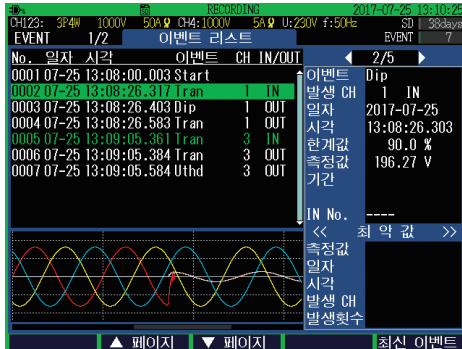 RECORDING 2017-07-25 13:10:25
CH123: 3P4W 1000V 50A CH4:1000V 5A U:230V f:50Hz SD 38days
EVENT 1/2 이벤트 리스트 EVENT 7
No. 일자 시각 이벤트 CH IN/OUT
0001 07-25 13:08:00.003 Start
0002 07-25 13:08:26.317 Tran 1 IN
0003 07-25 13:08:26.403 Dip 1 OUT
0004 07-25 13:08:26.583 Tran 1 OUT
0005 07-25 13:09:05.361 Tran 3 IN
0006 07-25 13:09:05.384 Tran 3 OUT
0007 07-25 13:09:05.584 Uthd 3 OUT
◀ 2/5 ▶
이벤트 Dip
발생 CH 1 IN
일자 2017-07-25
시각 13:08:26.303
한계값 90.0 %
측정값 196.27 V
기간
IN No. ----
<< 최 악 값 >>
측정값
일자
시각
발생 CH
발생횟수
▲ 페이지 ▼ 페이지 최신 이벤트